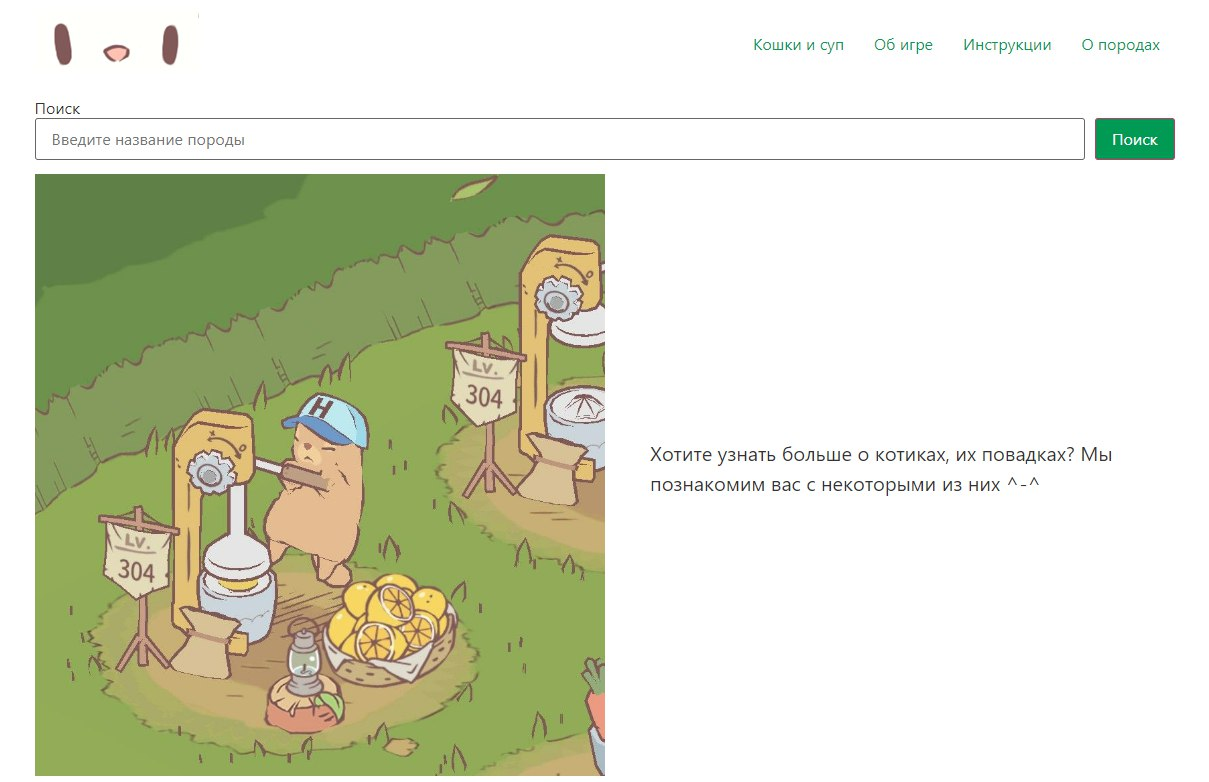 Кошки и суп Об игре Инструкции О породах
Поиск
Введите название породы Поиск
Lv.
304
H
Lv.
304
Хотите узнать больше о котиках, их повадках? Мы
познакомим вас с некоторыми из них ^-^